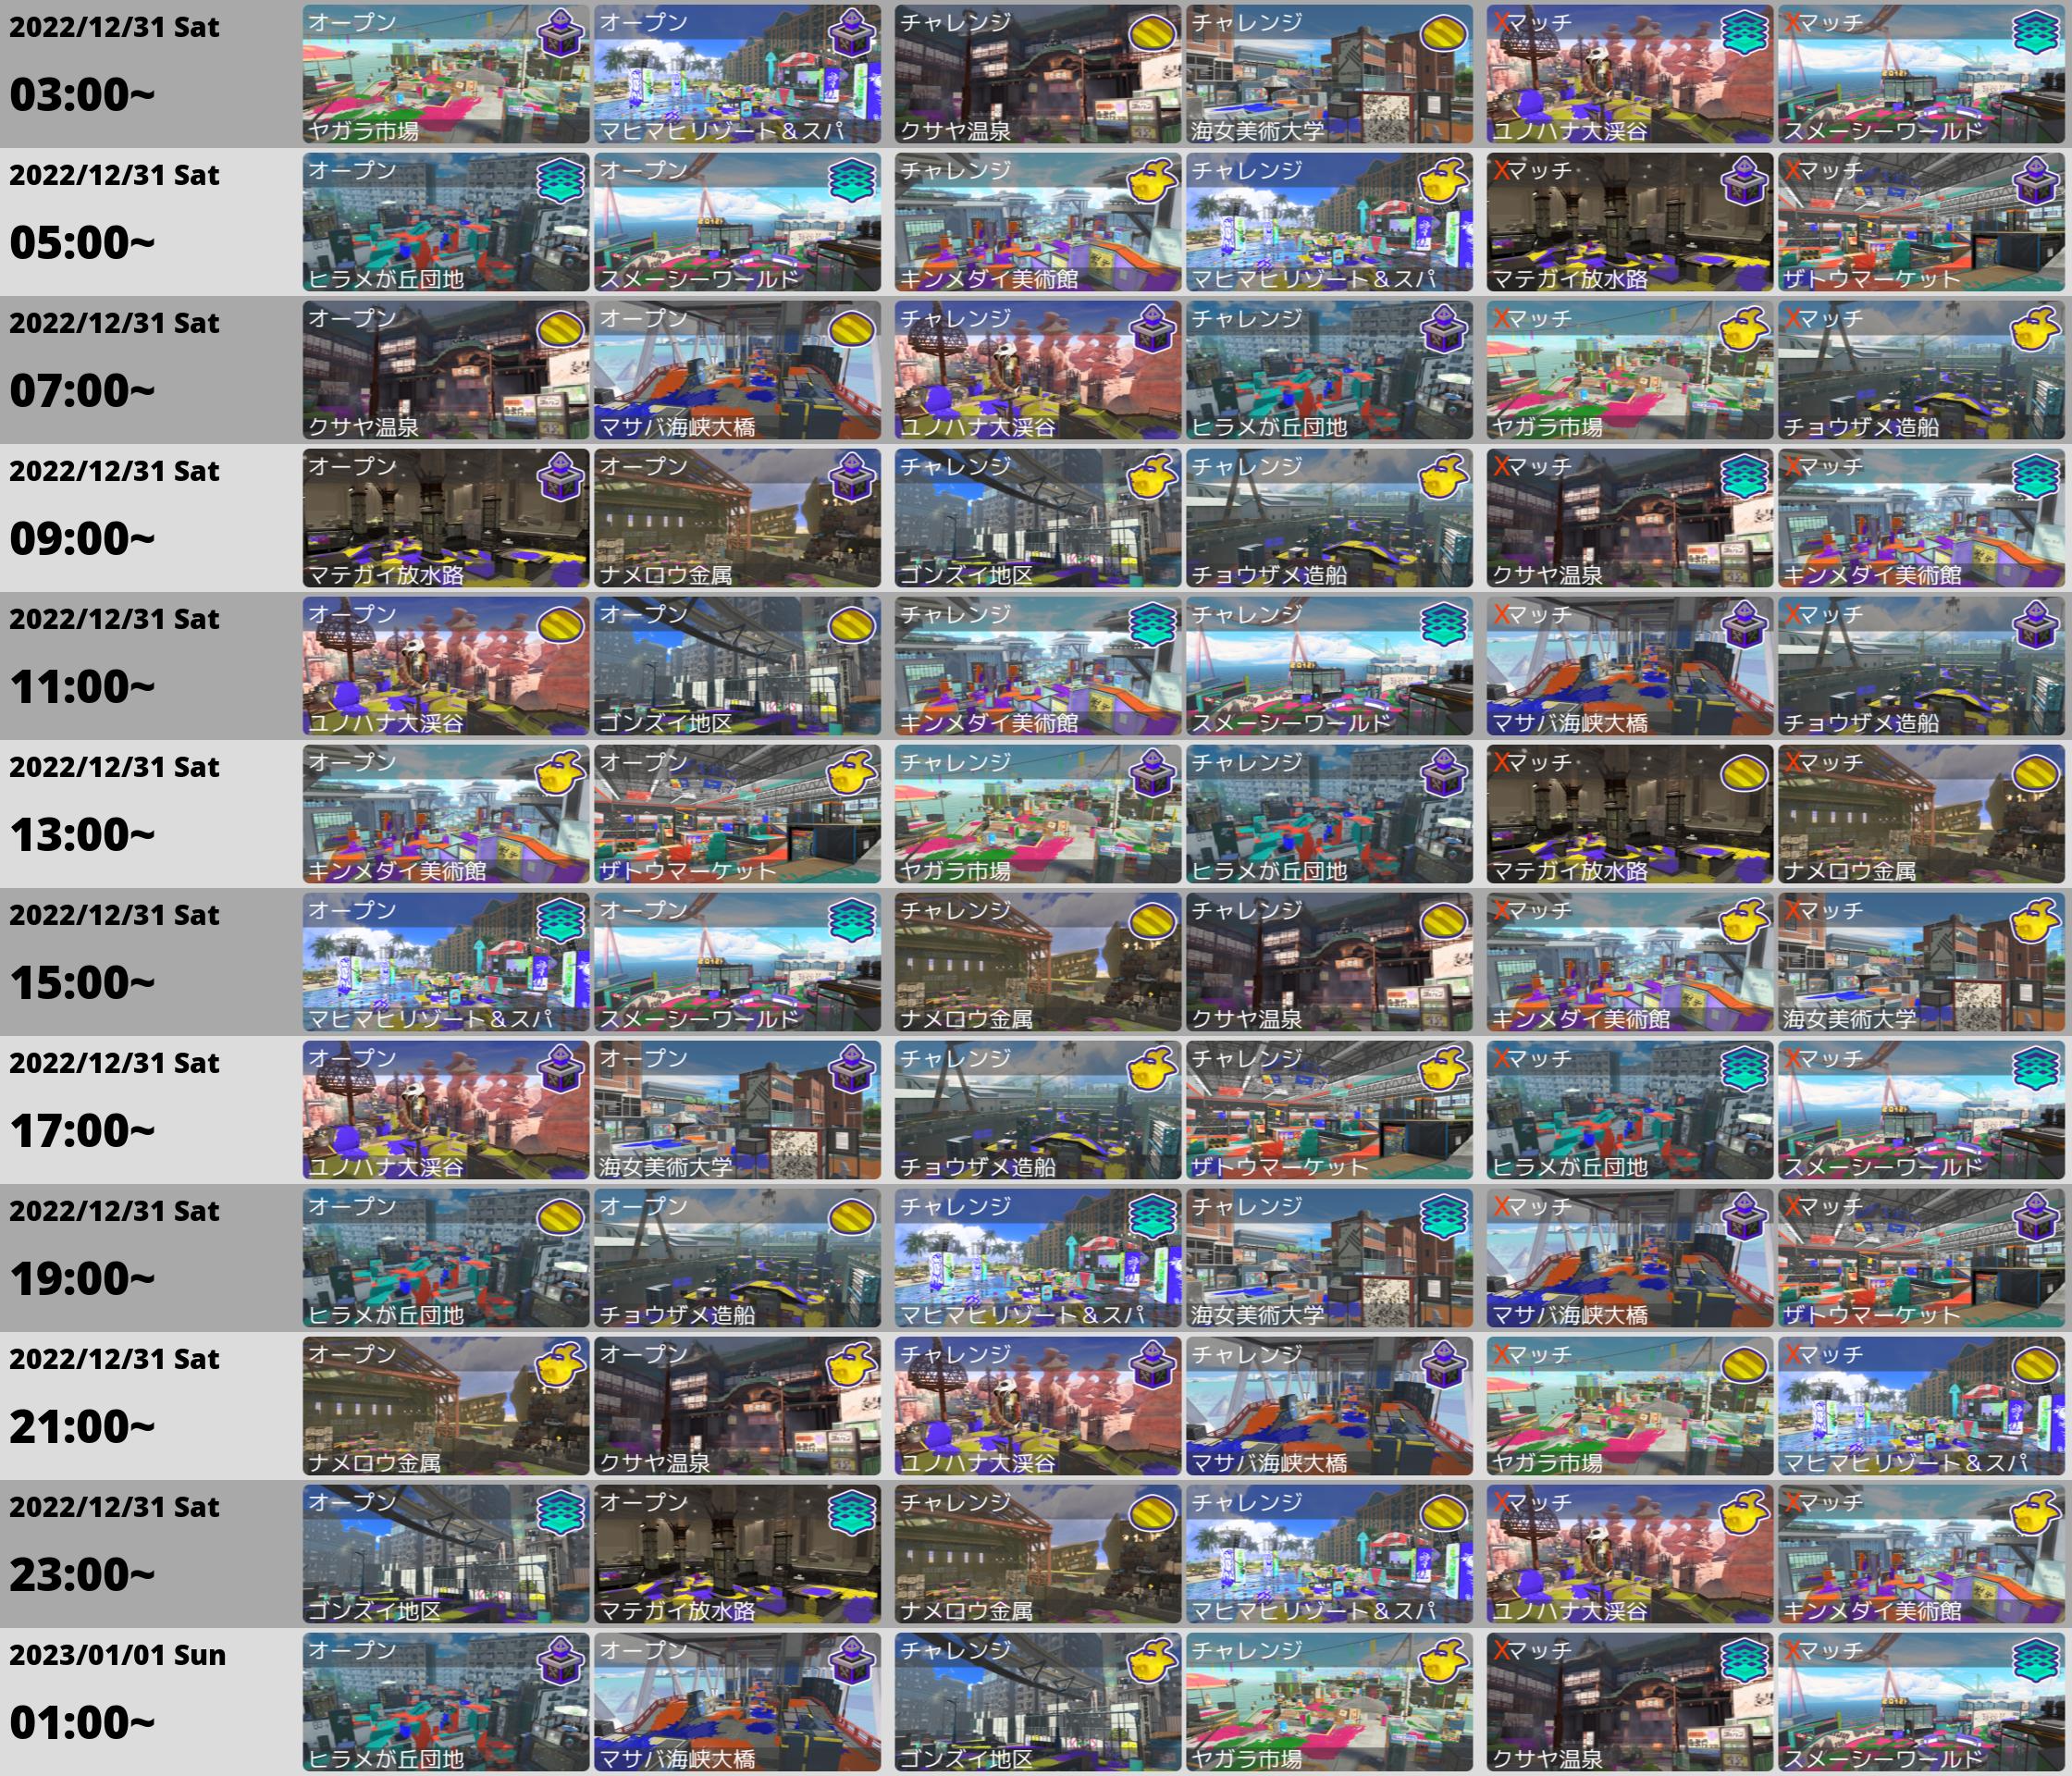 2022/12/31 Sat
03:00~
オープン
ヤガラ市場
オープン
マヒマヒリゾート＆スパ
チャレンジ
クサヤ温泉
チャレンジ
海女美術大学
Xマッチ
ユノハナ大渓谷
Xマッチ
スメーシーワールド
2022/12/31 Sat
05:00~
オープン
ヒラメが丘団地
オープン
スメーシーワールド
チャレンジ
キンメダイ美術館
チャレンジ
マヒマヒリゾート＆スパ
Xマッチ
マテガイ放水路
Xマッチ
ザトウマーケット
2022/12/31 Sat
07:00~
オープン
クサヤ温泉
オープン
マサバ海峡大橋
チャレンジ
ユノハナ大渓谷
チャレンジ
ヒラメが丘団地
Xマッチ
ヤガラ市場
Xマッチ
チョウザメ造船
2022/12/31 Sat
09:00~
オープン
マテガイ放水路
オープン
ナメロウ金属
チャレンジ
ゴンズイ地区
チャレンジ
チョウザメ造船
Xマッチ
クサヤ温泉
Xマッチ
キンメダイ美術館
2022/12/31 Sat
11:00~
オープン
ユノハナ大渓谷
オープン
ゴンズイ地区
チャレンジ
キンメダイ美術館
チャレンジ
スメーシーワールド
Xマッチ
マサバ海峡大橋
Xマッチ
チョウザメ造船
2022/12/31 Sat
13:00~
オープン
キンメダイ美術館
オープン
ザトウマーケット
チャレンジ
ヤガラ市場
チャレンジ
ヒラメが丘団地
Xマッチ
マテガイ放水路
Xマッチ
ナメロウ金属
2022/12/31 Sat
15:00~
オープン
マヒマヒリゾート＆スパ
オープン
スメーシーワールド
チャレンジ
ナメロウ金属
チャレンジ
クサヤ温泉
Xマッチ
キンメダイ美術館
Xマッチ
海女美術大学
2022/12/31 Sat
17:00~
オープン
ユノハナ大渓谷
オープン
海女美術大学
チャレンジ
チョウザメ造船
チャレンジ
ザトウマーケット
Xマッチ
ヒラメが丘団地
Xマッチ
スメーシーワールド
2022/12/31 Sat
19:00~
オープン
ヒラメが丘団地
オープン
チョウザメ造船
チャレンジ
マヒマヒリゾート＆スパ
チャレンジ
海女美術大学
Xマッチ
マサバ海峡大橋
Xマッチ
ザトウマーケット
2022/12/31 Sat
21:00~
オープン
ナメロウ金属
オープン
クサヤ温泉
チャレンジ
ユノハナ大渓谷
チャレンジ
マサバ海峡大橋
Xマッチ
ヤガラ市場
Xマッチ
マヒマヒリゾート＆スパ
2022/12/31 Sat
23:00~
オープン
ゴンズイ地区
オープン
マテガイ放水路
チャレンジ
ナメロウ金属
チャレンジ
マヒマヒリゾート＆スパ
Xマッチ
ユノハナ大渓谷
Xマッチ
キンメダイ美術館
2023/01/01 Sun
01:00~
オープン
ヒラメが丘団地
オープン
マサバ海峡大橋
チャレンジ
ゴンズイ地区
チャレンジ
ヤガラ市場
Xマッチ
クサヤ温泉
Xマッチ
スメーシーワールド